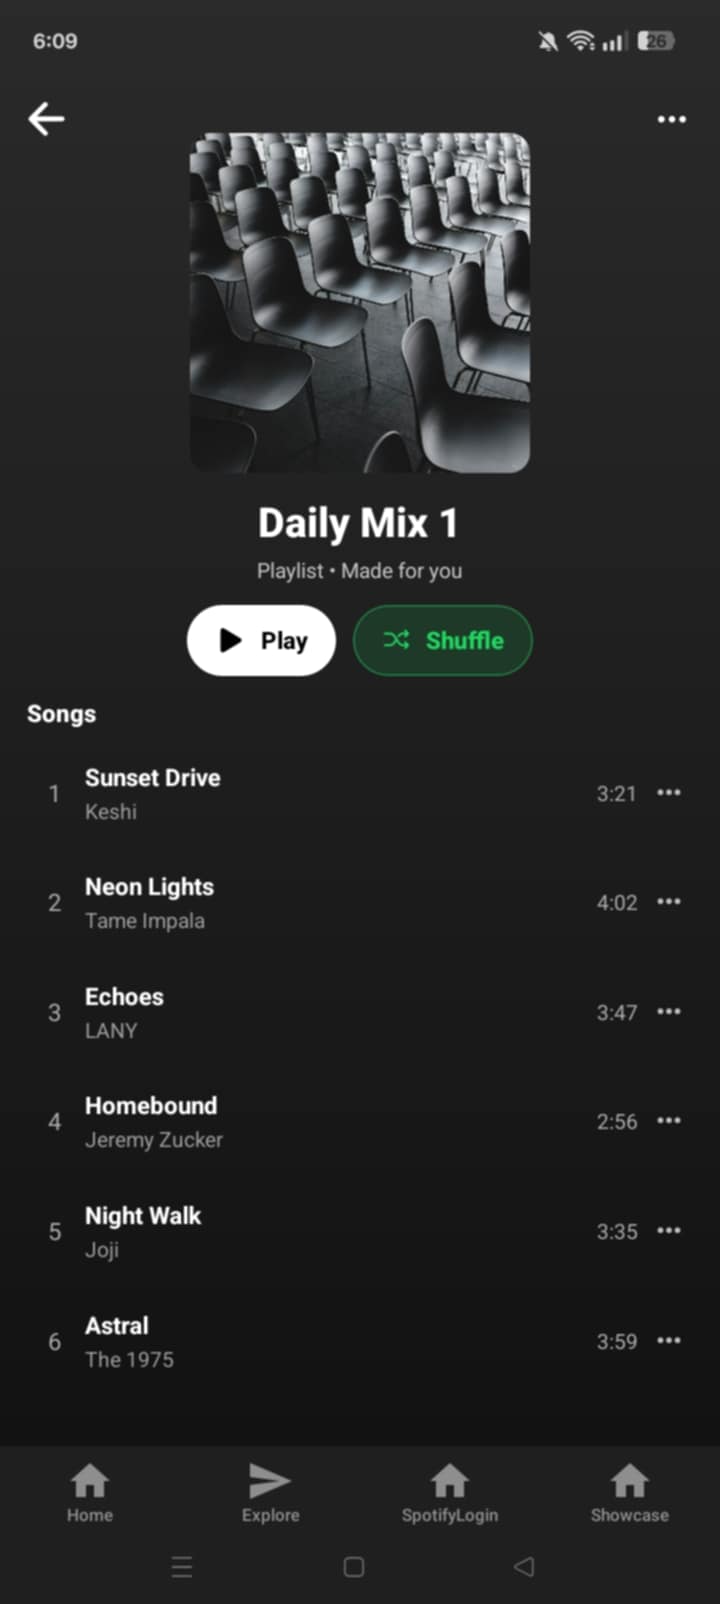 6:09
26
Daily Mix 1
Playlist • Made for you
Play
Shuffle
Songs
1
Sunset Drive
Keshi
3:21
2
Neon Lights
Tame Impala
4:02
3
Echoes
LANY
3:47
4
Homebound
Jeremy Zucker
2:56
5
Night Walk
Joji
3:35
6
Astral
The 1975
3:59
Home
Explore
SpotifyLogin
Showcase